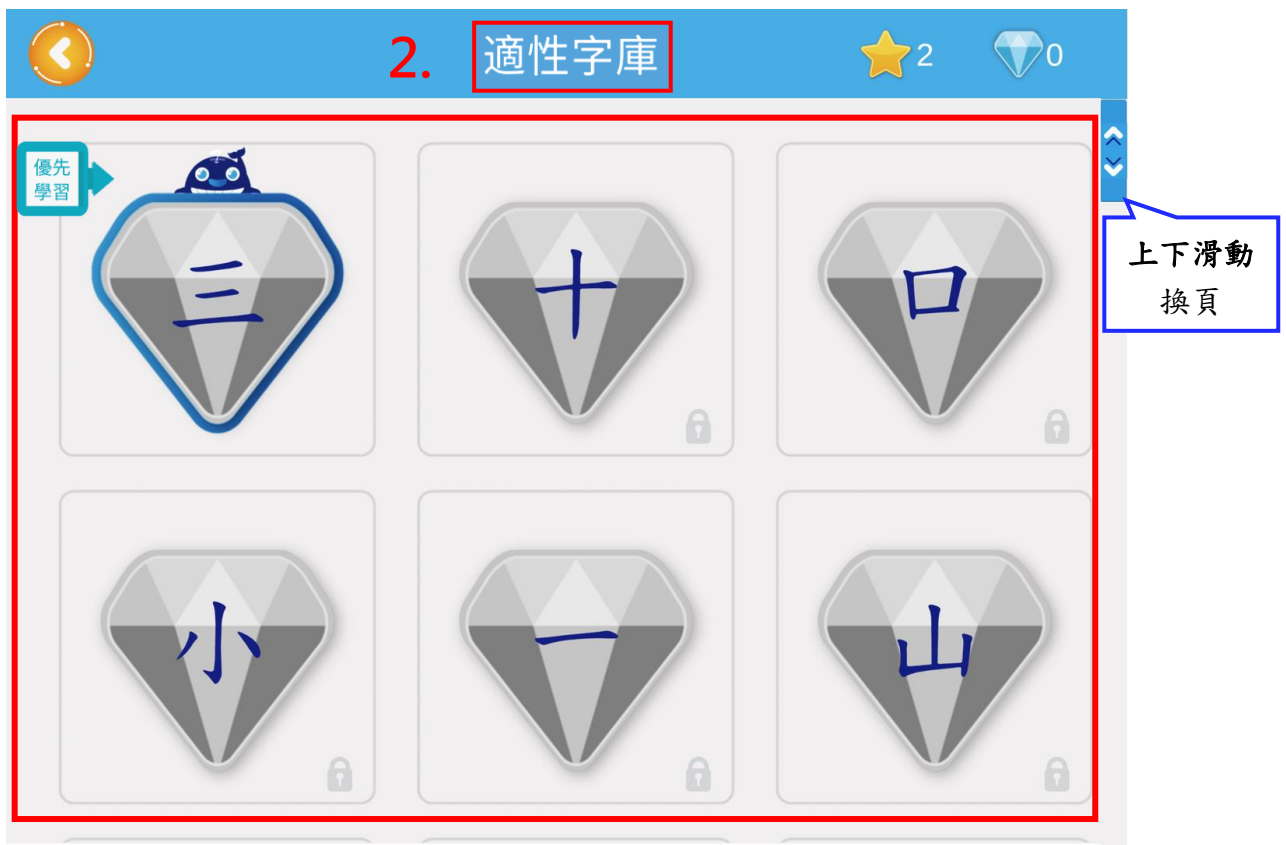 2. 適性字庫 2 0
優先
學習
三 十 口
上下滑動
換頁
小 一 山